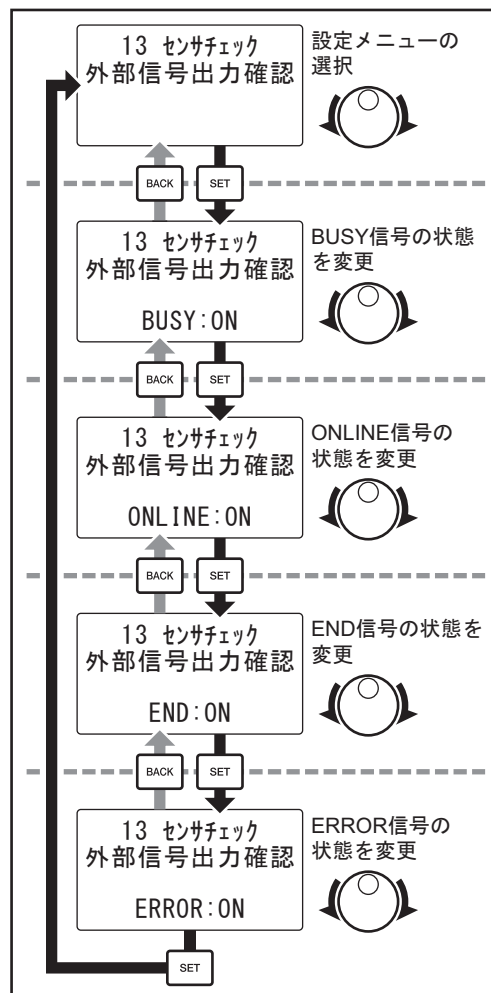 13 ｾﾝｻﾁｪｯｸ
外部信号出力確認
設定メニューの
選択
BACK
SET
13 ｾﾝｻﾁｪｯｸ
外部信号出力確認
BUSY:ON
BUSY信号の状態
を変更
BACK
SET
13 ｾﾝｻﾁｪｯｸ
外部信号出力確認
ONLINE:ON
ONLINE信号の
状態を変更
BACK
SET
13 ｾﾝｻﾁｪｯｸ
外部信号出力確認
END:ON
END信号の状態を
変更
BACK
SET
13 ｾﾝｻﾁｪｯｸ
外部信号出力確認
ERROR:ON
ERROR信号の
状態を変更
SET